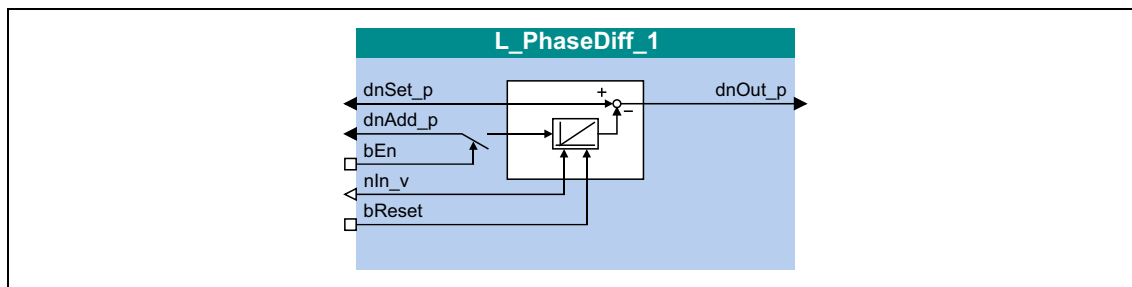 L_PhaseDiff_1
dnSet_p
+
dnOut_p
−
dnAdd_p
bEn
nIn_v
bReset